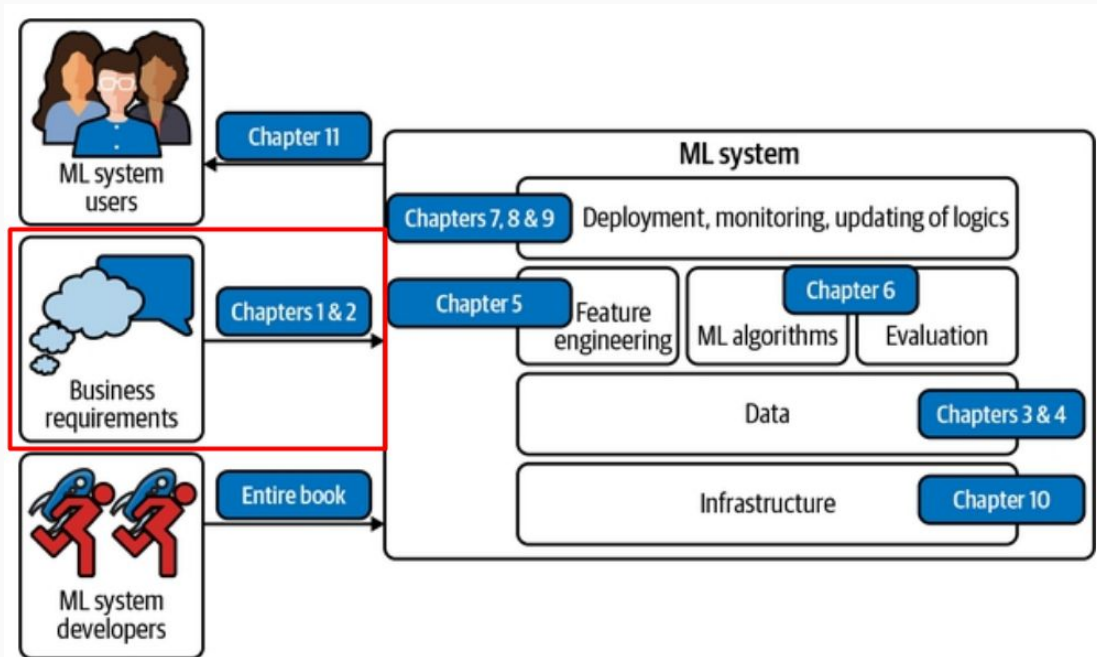 ML system
users
Chapter 11
Business
requirements
Chapters 1 & 2
ML system
developers
Entire book
ML system
Chapters 7, 8 & 9
Deployment, monitoring, updating of logics
Chapter 5
Feature
engineering
ML algorithms
Chapter 6
Evaluation
Data
Chapters 3 & 4
Infrastructure
Chapter 10